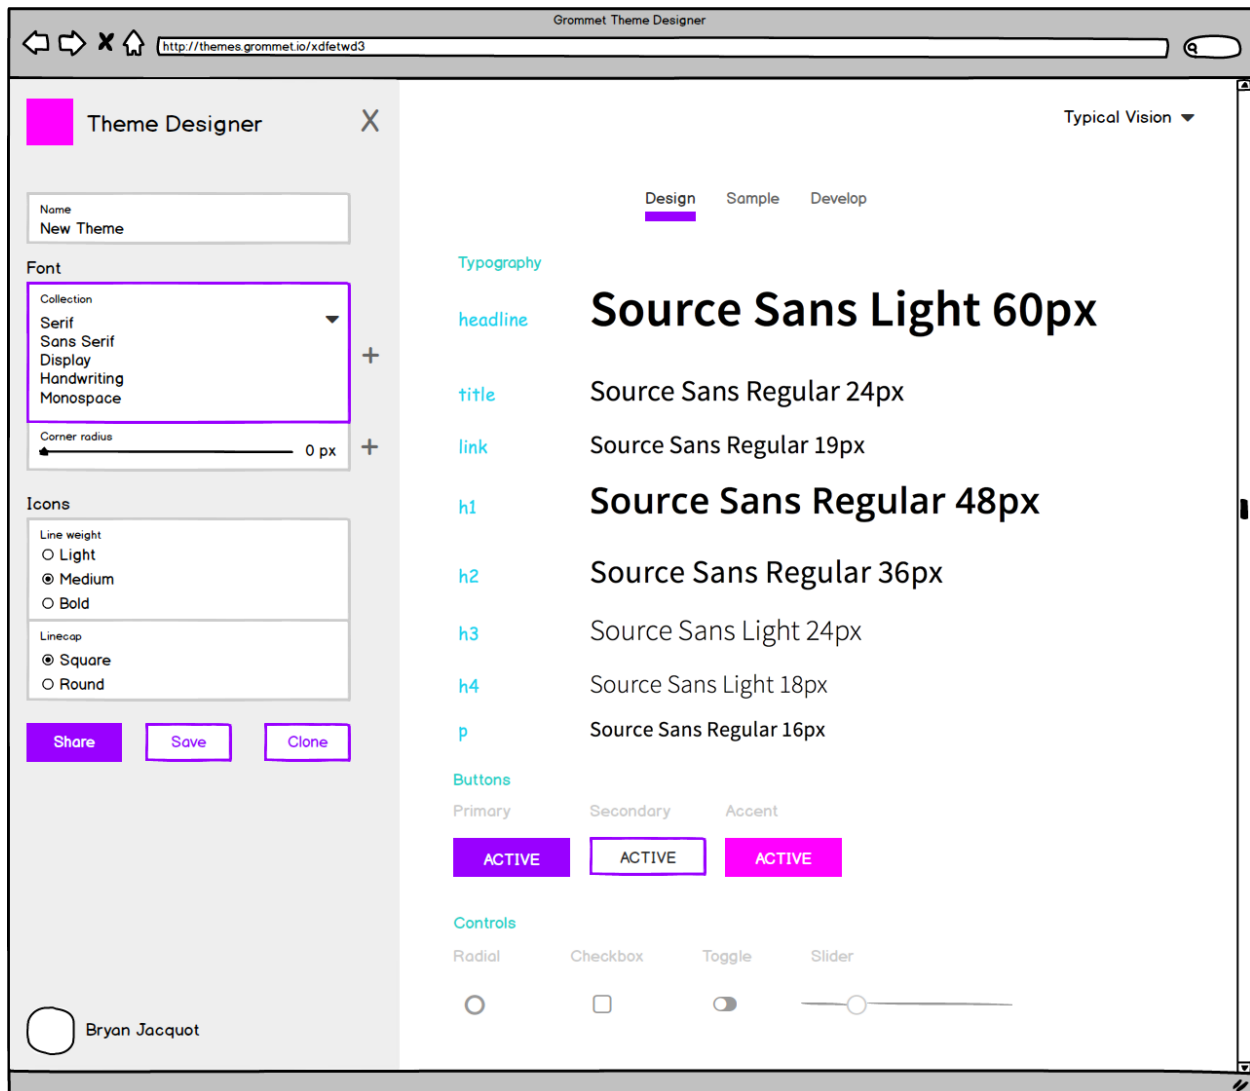 Grommet Theme Designer
http://themes.grommet.io/xdfetwd3
Theme Designer
X
Typical Vision
Name
New Theme
Font
Collection
Serif
Sans Serif
Display
Handwriting
Monospace
+
Corner radius
0 px
+
Icons
Line weight
Light
Medium
Bold
Linecap
Square
Round
Share Save Clone
Bryan Jacquot
Design Sample Develop
Typography
headline Source Sans Light 60px
title Source Sans Regular 24px
link Source Sans Regular 19px
h1 Source Sans Regular 48px
h2 Source Sans Regular 36px
h3 Source Sans Light 24px
h4 Source Sans Light 18px
p Source Sans Regular 16px
Buttons
Primary Secondary Accent
ACTIVE ACTIVE ACTIVE
Controls
Radial Checkbox Toggle Slider